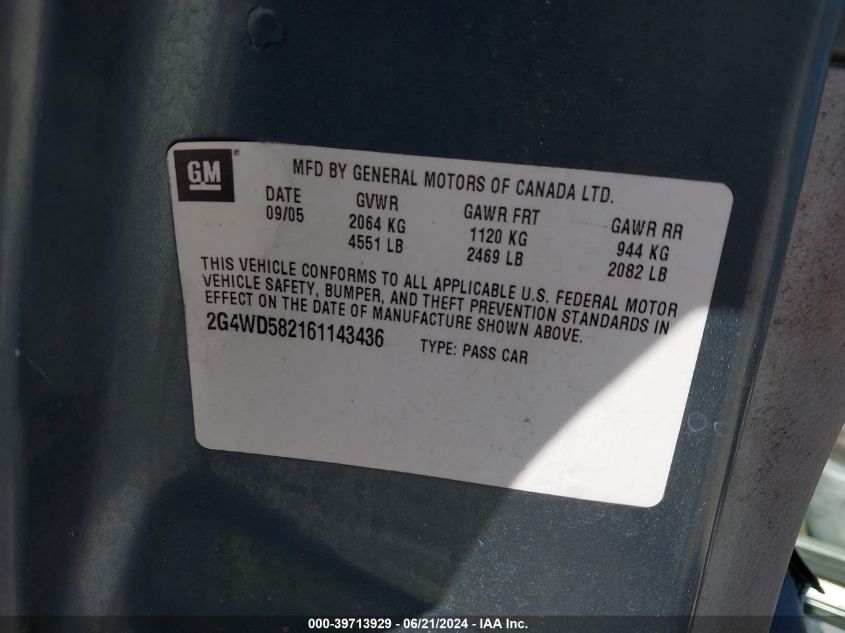 GM
MFD BY GENERAL MOTORS OF CANADA LTD.
DATE GVWR GAWR FRT GAWR RR
09/05 2064 KG 1120 KG 944 KG
4551 LB 2469 LB 2082 LB
THIS VEHICLE CONFORMS TO ALL APPLICABLE U.S. FEDERAL MOTOR
VEHICLE SAFETY, BUMPER, AND THEFT PREVENTION STANDARDS IN
EFFECT ON THE DATE OF MANUFACTURE SHOWN ABOVE.
2G4WD582161143436 TYPE: PASS CAR
000-39713929 - 06/21/2024 - IAA Inc.